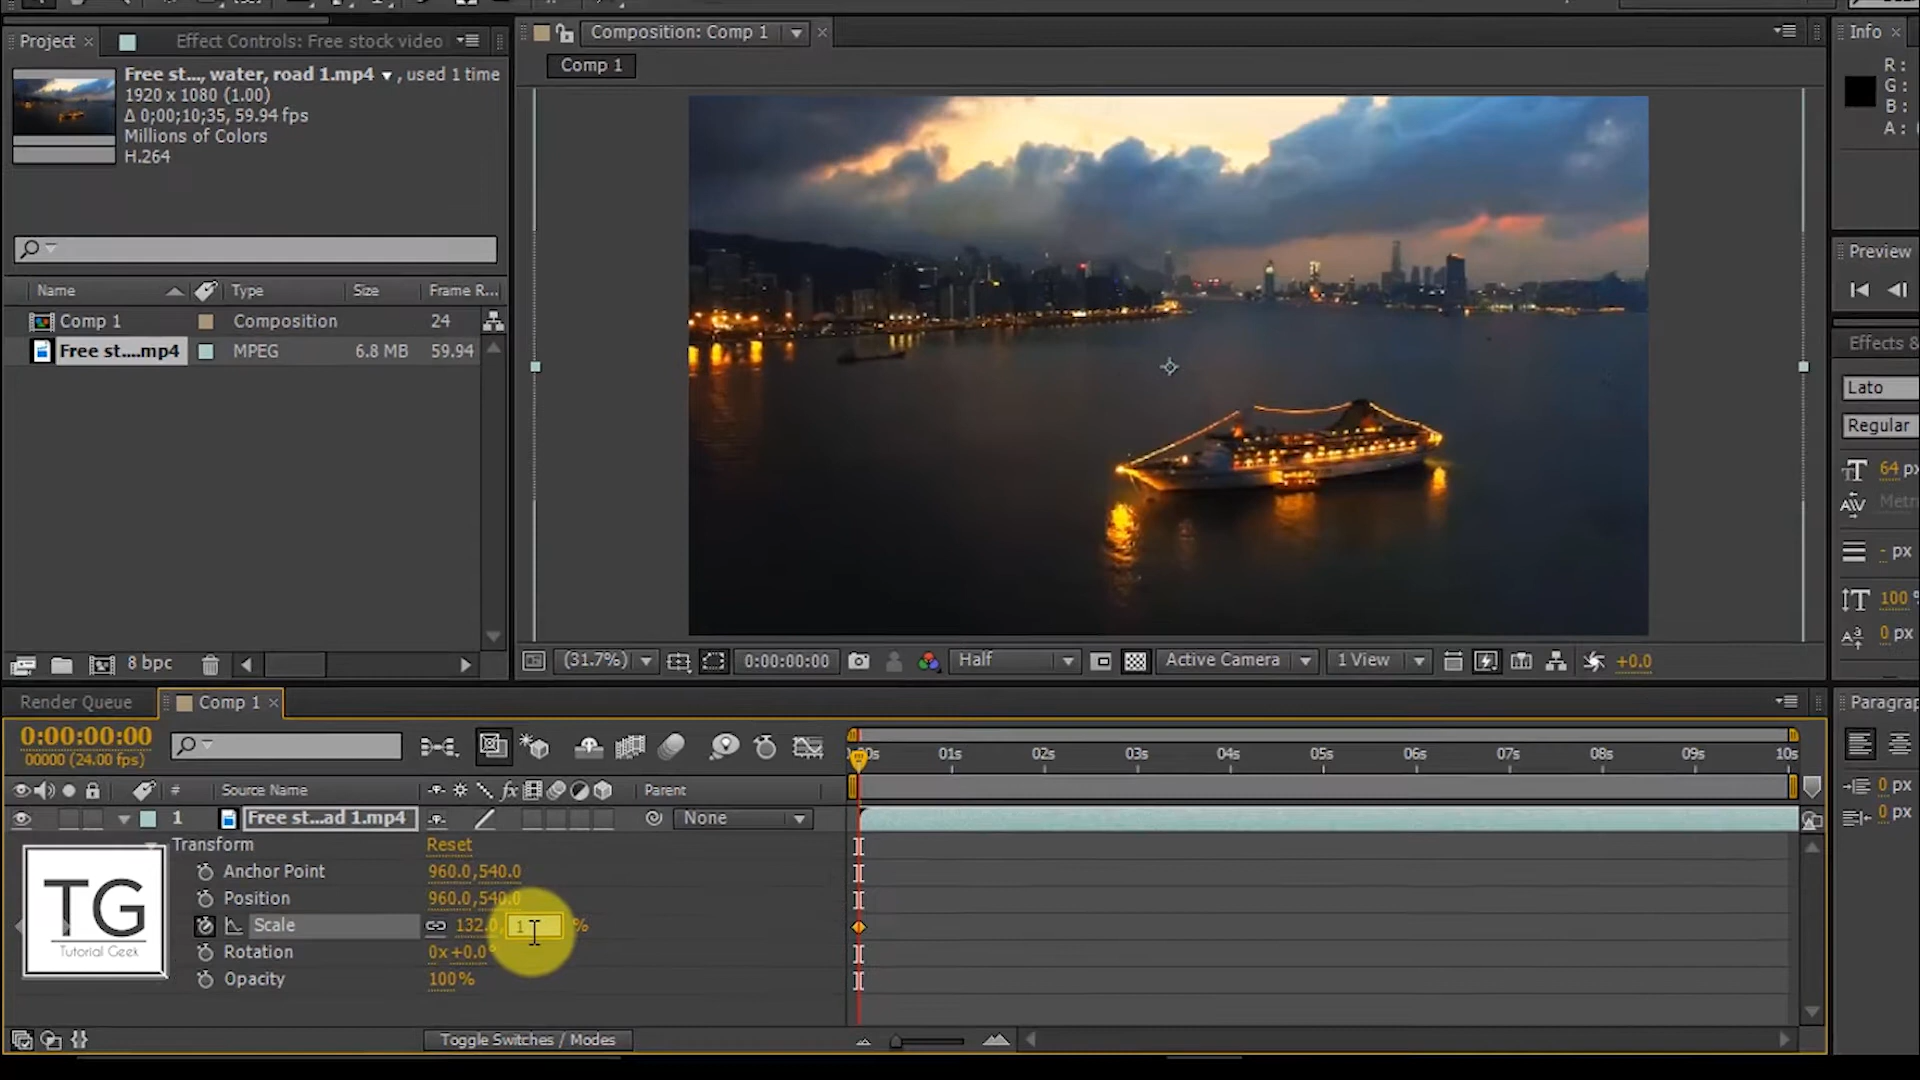 Project
Effect Controls: Free stock video
Composition: Comp 1
Info
Free st..., water, road 1.mp4 , used 1 time
1920 x 1080 (1.00)
Δ 0;00;10;35, 59.94 fps
Millions of Colors
H.264
Comp 1
R :
G :
B :
A :
Preview
Name
Type
Size
Frame R...
Comp 1
Composition
24
Free st....mp4
MPEG
6.8 MB
59.94
Effects &
Lato
Regular
64 px
Metri
- px
100 %
0 px
8 bpc
(31.7%)
0:00:00:00
Half
Active Camera
1 View
+0.0
Render Queue
Comp 1
Paragrap
0:00:00:00
00000 (24.00 fps)
01s
02s
03s
04s
05s
06s
07s
08s
09s
10s
#
Source Name
fx
Parent
1
Free st...ad 1.mp4
None
0 px
0 px
Transform
Reset
Anchor Point
960.0,540.0
Position
960.0,540.0
Scale
132.0, 1 %
Rotation
0x+0.0°
Opacity
100%
TG
Tutorial Geek
Toggle Switches / Modes